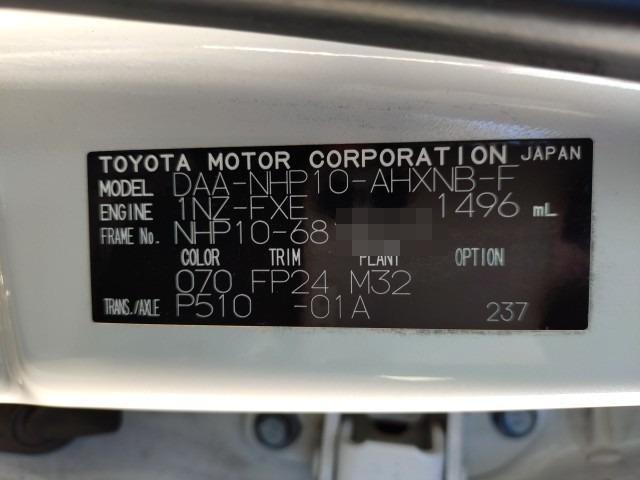 TOYOTA MOTOR CORPORATION JAPAN
MODEL DAA-NHP10-AHXNB-F
ENGINE 1NZ-FXE 1496 mL
FRAME No. NHP10-68
COLOR TRIM PLANT OPTION
070 FP24 M32
TRANS./AXLE P510 -01A 237